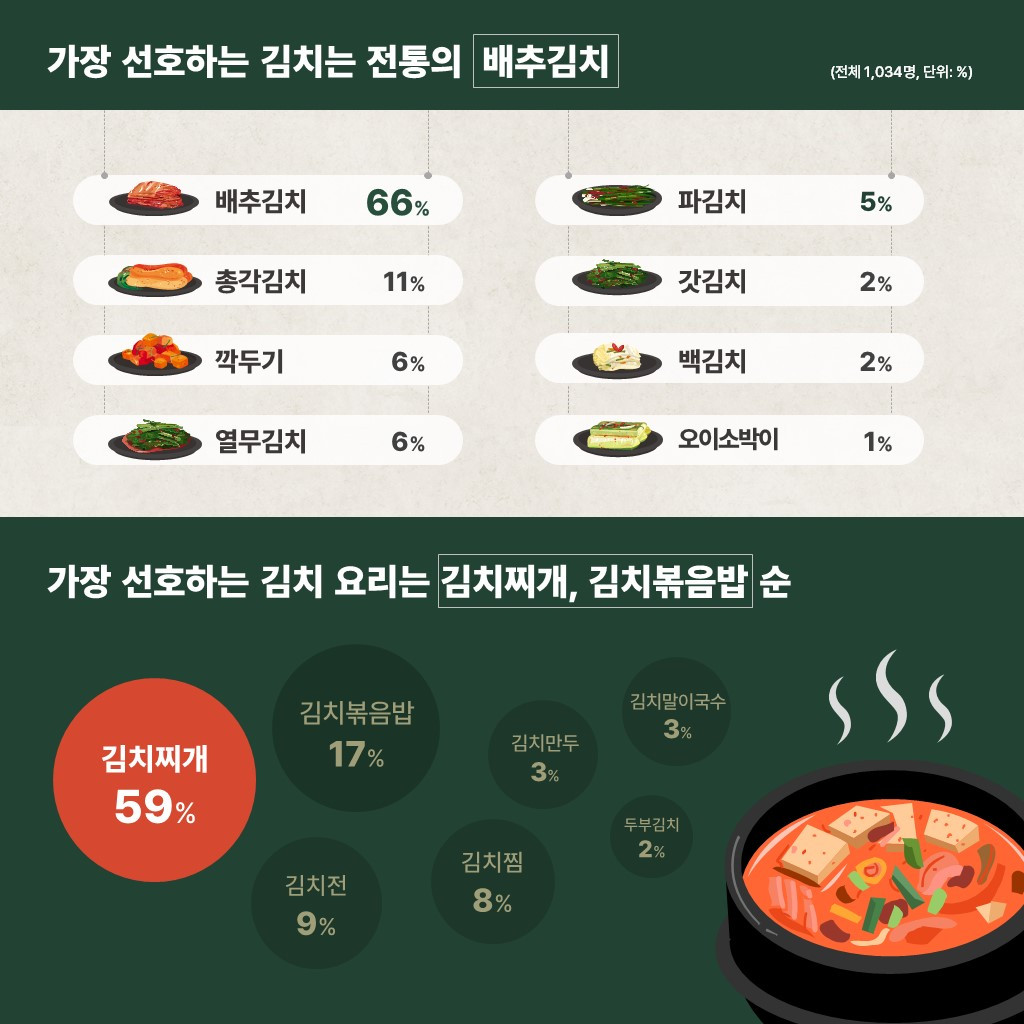 가장 선호하는 김치는 전통의 배추김치
(전체 1,034명, 단위: %)
배추김치 66%
총각김치 11%
깍두기 6%
열무김치 6%
파김치 5%
갓김치 2%
백김치 2%
오이소박이 1%
가장 선호하는 김치 요리는 김치찌개, 김치볶음밥 순
김치찌개
59%
김치볶음밥
17%
김치전
9%
김치찜
8%
김치만두
3%
김치말이국수
3%
두부김치
2%